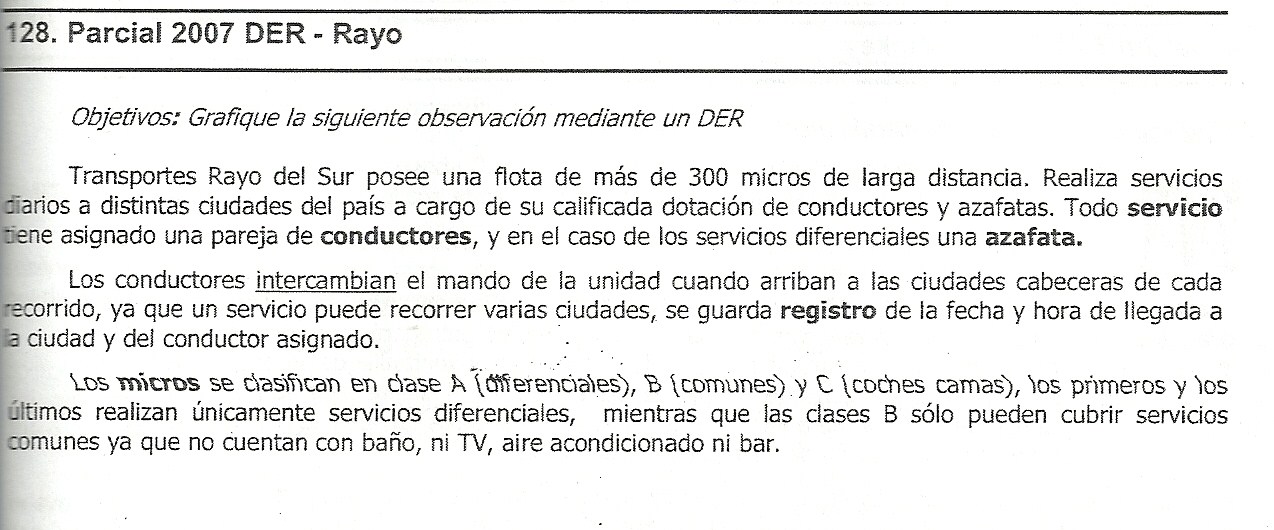 128. Parcial 2007 DER - Rayo
Objetivos: Grafique la siguiente observación mediante un DER
Transportes Rayo del Sur posee una flota de más de 300 micros de larga distancia. Realiza servicios
diarios a distintas ciudades del país a cargo de su calificada dotación de conductores y azafatas. Todo servicio
tiene asignado una pareja de conductores, y en el caso de los servicios diferenciales una azafata.
Los conductores intercambian el mando de la unidad cuando arriban a las ciudades cabeceras de cada
recorrido, ya que un servicio puede recorrer varias ciudades, se guarda registro de la fecha y hora de llegada a
la ciudad y del conductor asignado.
Los micros se clasifican en clase A (diferenciales), B (comunes) y C (coches camas), los primeros y los
últimos realizan únicamente servicios diferenciales, mientras que las clases B sólo pueden cubrir servicios
comunes ya que no cuentan con baño, ni TV, aire acondicionado ni bar.